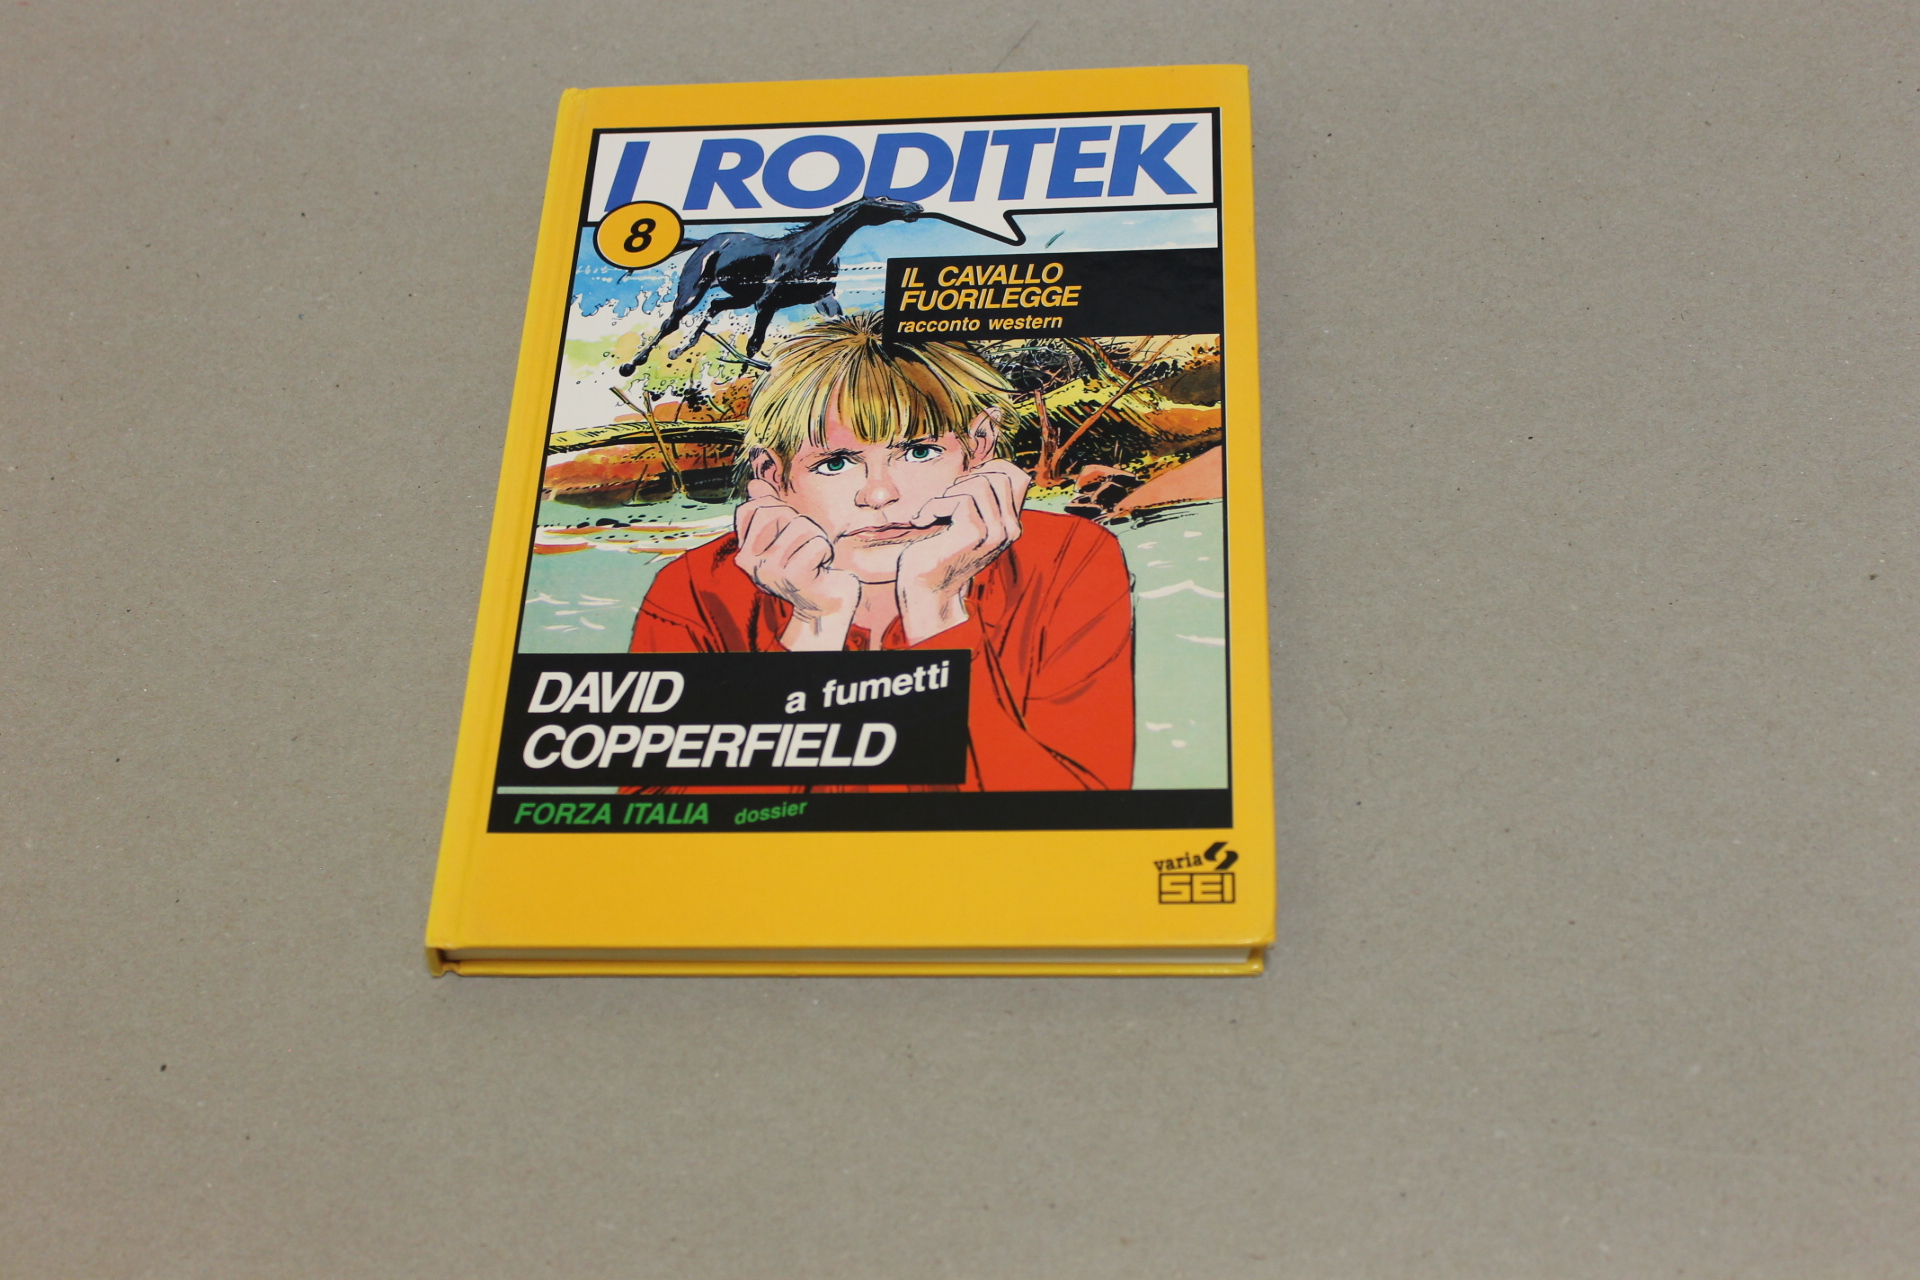 I RODITEK
8
IL CAVALLO
FUORILEGGE
racconto western
DAVID a fumetti
COPPERFIELD
FORZA ITALIA dossier
varia
SEI